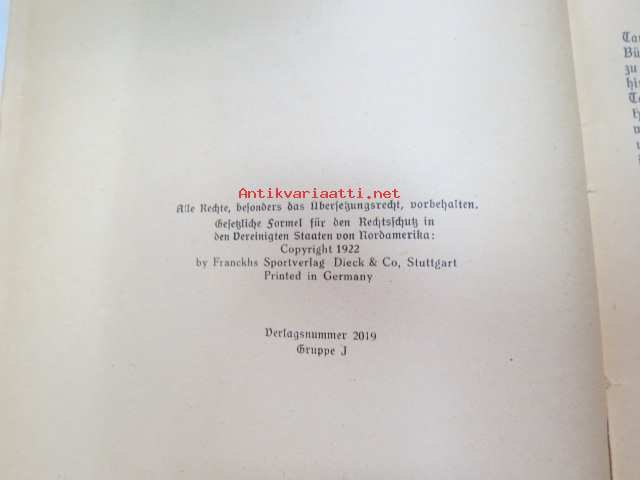 Antikvariaatti.net
Alle Rechte, besonders das Übersetzungsrecht, vorbehalten.
Gesetzliche Formel für den Rechtsschutz in
den Vereinigten Staaten von Nordamerika:
Copyright 1922
by Franckhs Sportverlag Dieck & Co, Stuttgart
Printed in Germany
Verlagsnummer 2019
Gruppe J
zu